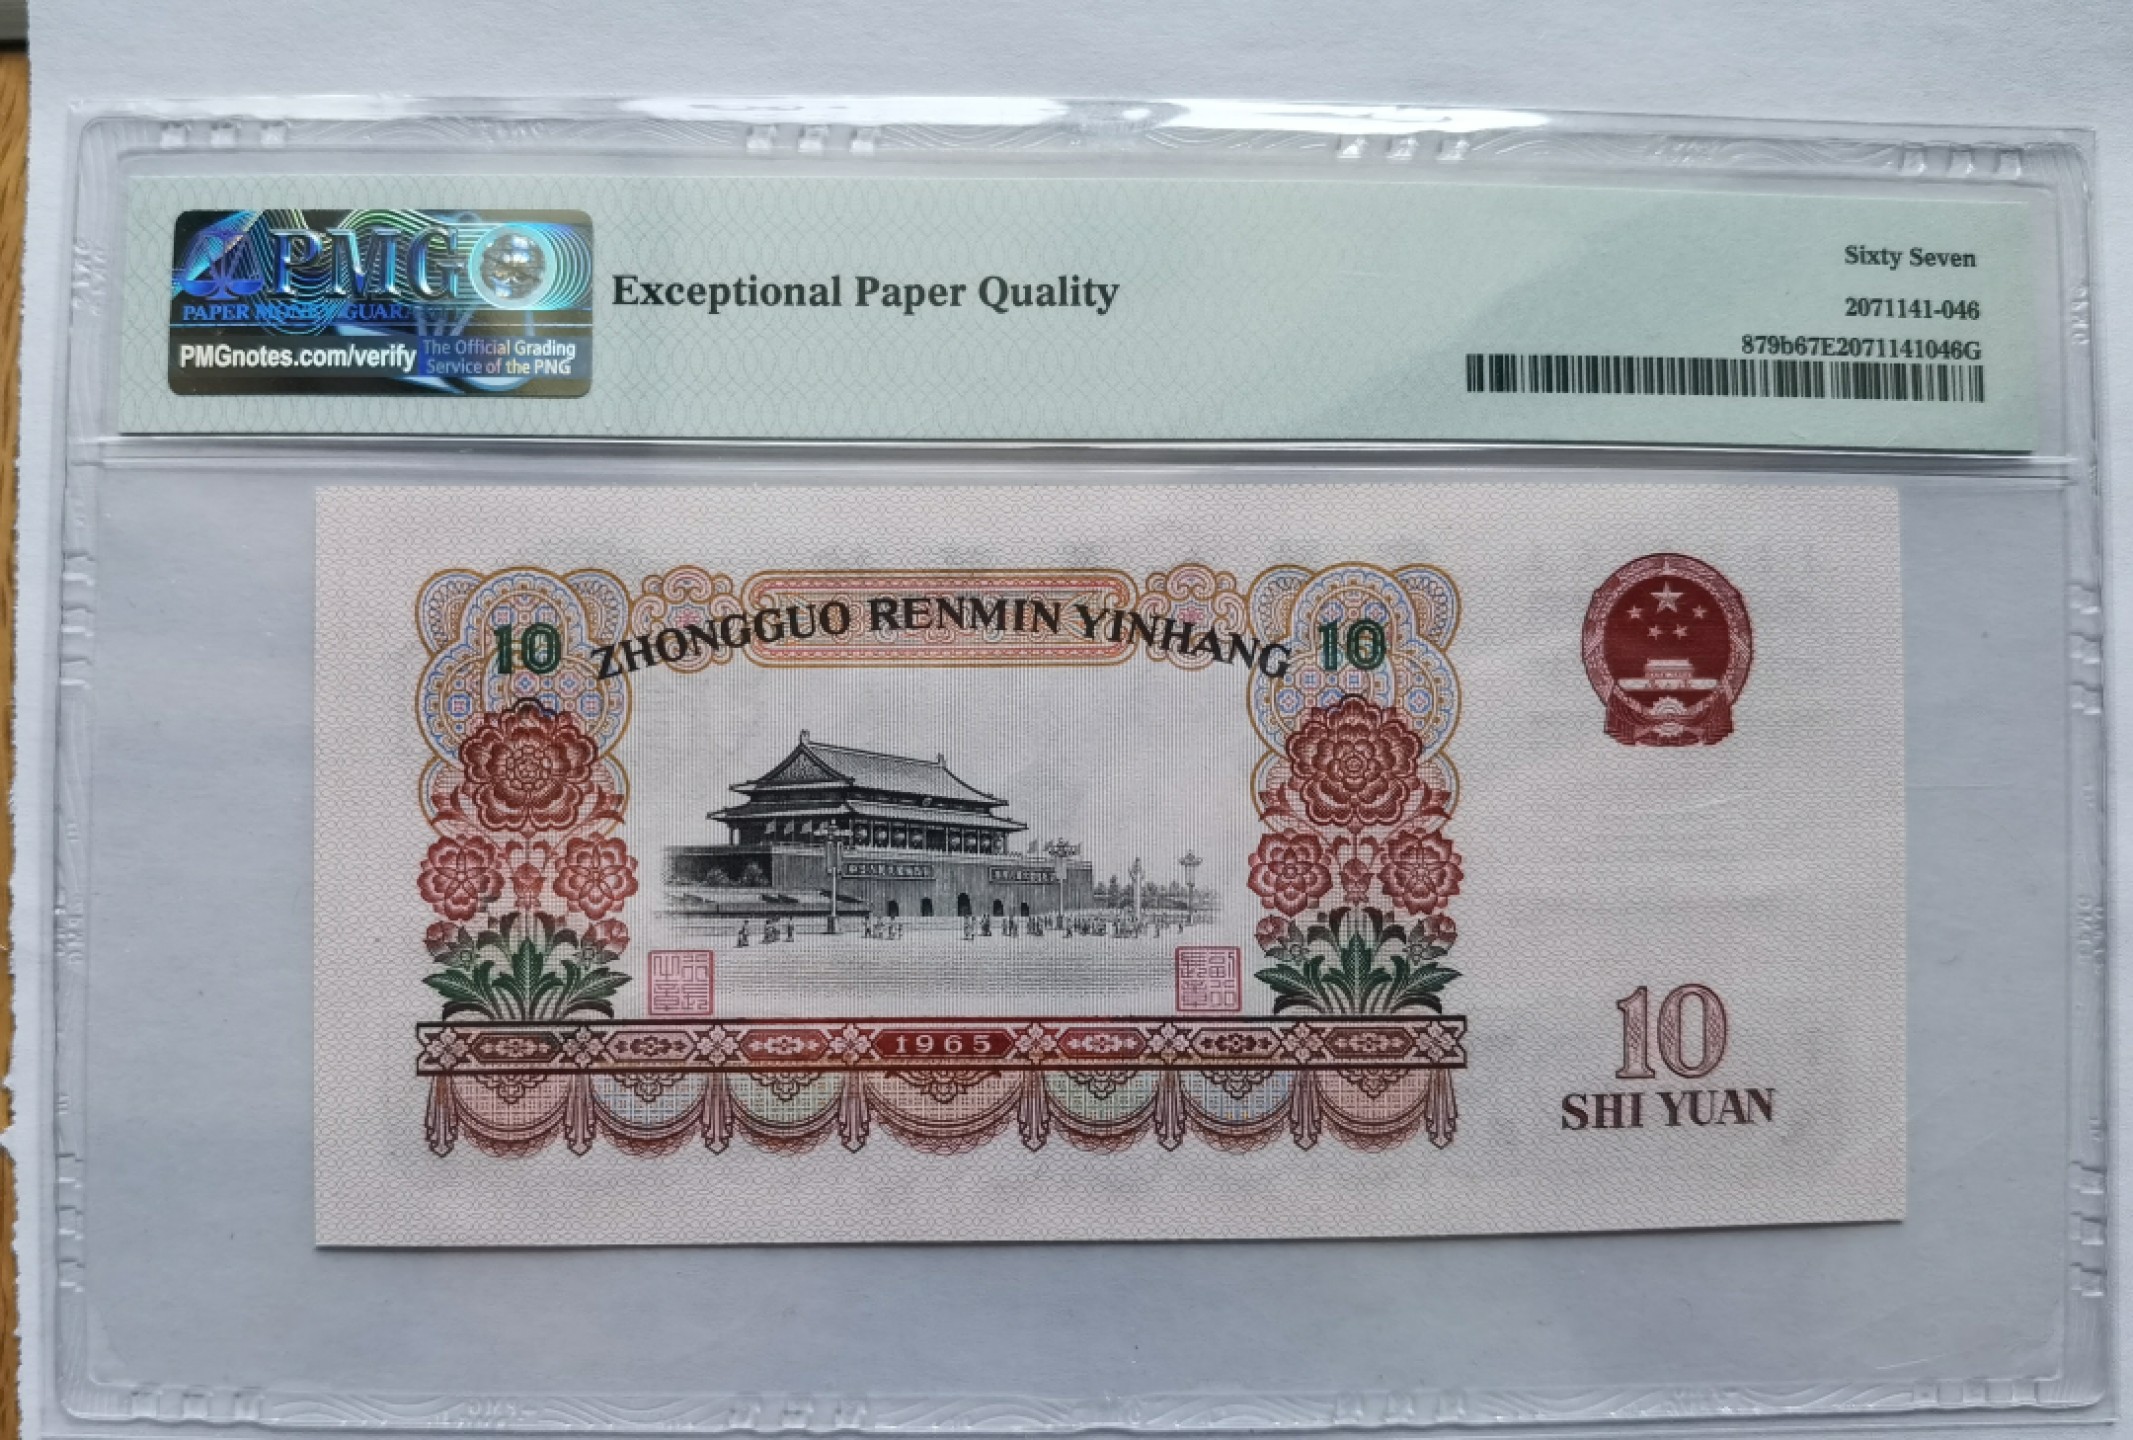 PMG
PAPER MONEY GUAR
PMGnotes.com/verify
The Official Grading
Service of the PNG
Exceptional Paper Quality
Sixty Seven
2071141-046
879b67E2071141046G
10
ZHONGGUO RENMIN YINHANG
10
1965
10
SHI YUAN